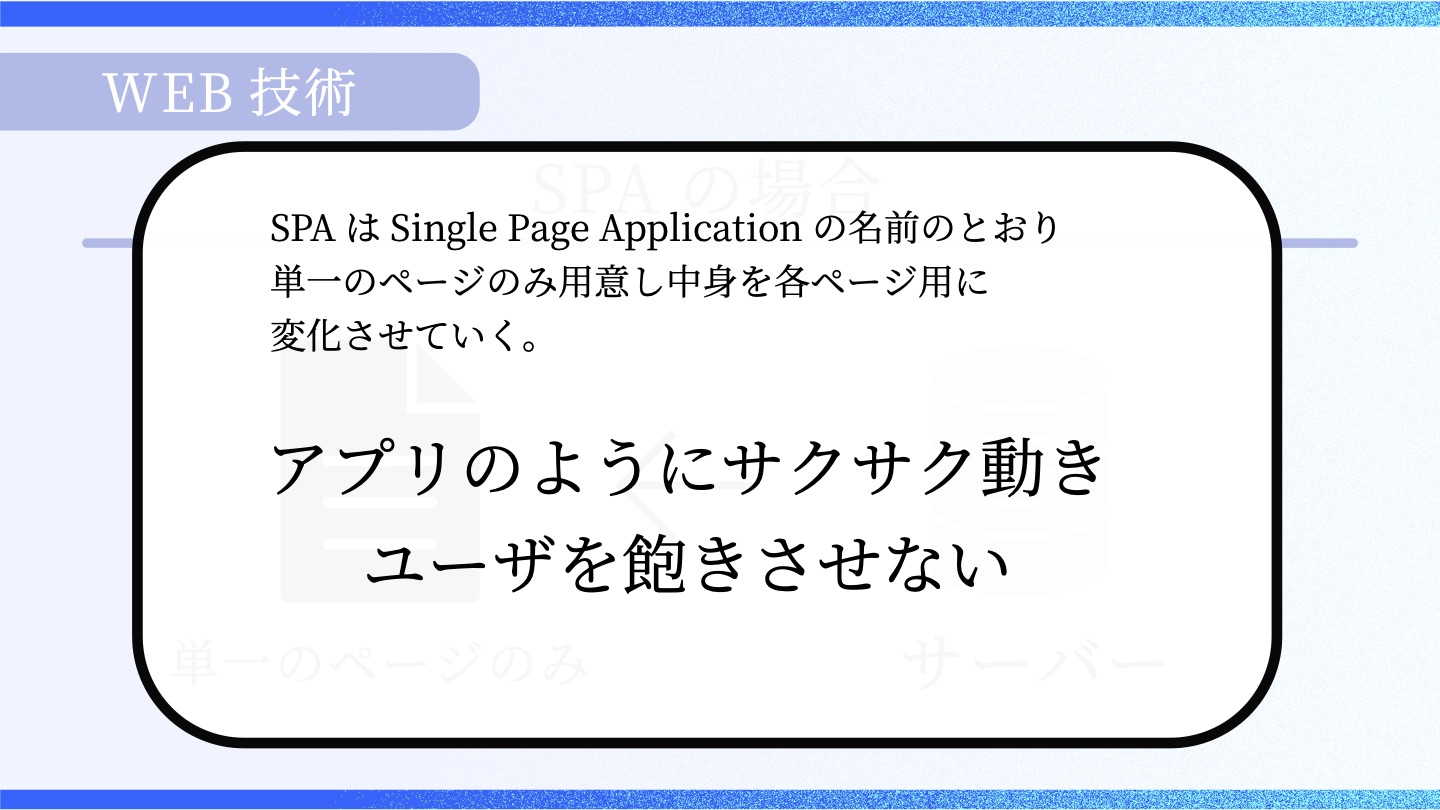 WEB 技術
SPA の場合
SPA は Single Page Application の名前のとおり
単一のページのみ用意し中身を各ページ用に
変化させていく。
アプリのようにサクサク動き
ユーザを飽きさせない
単一のページのみ
サーバー